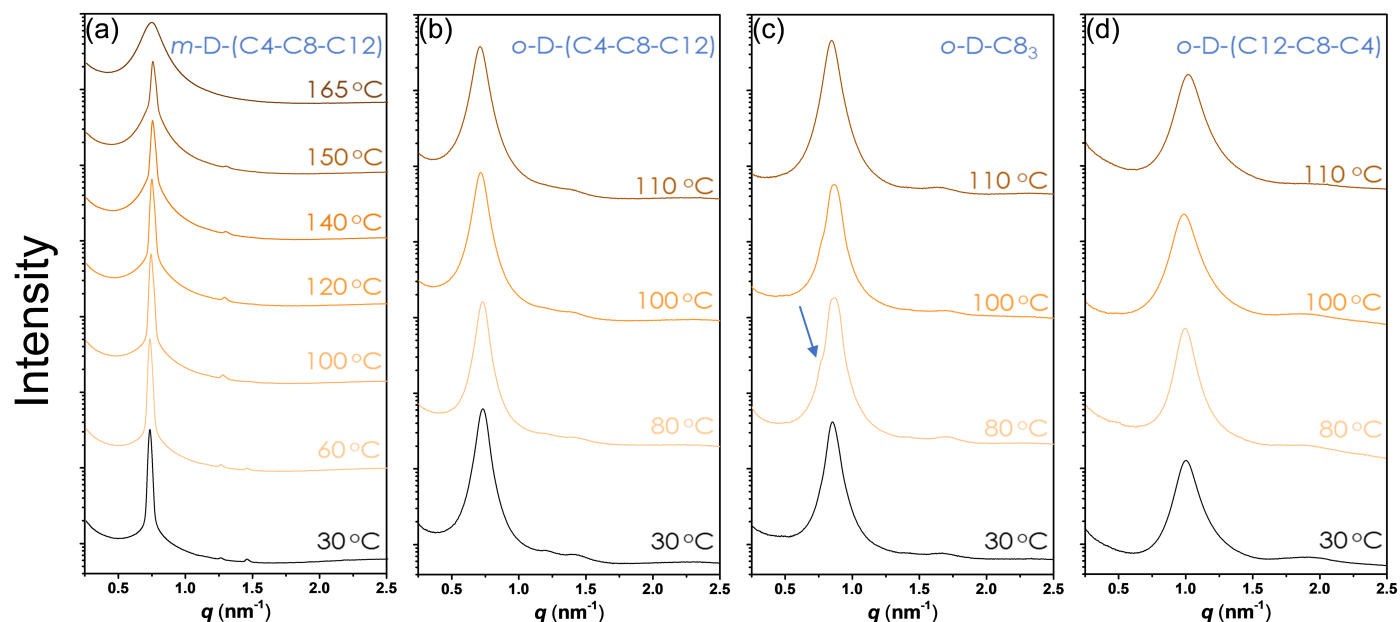 Intensity
(a)
m-D-(C4-C8-C12)
165 °C
150 °C
140 °C
120 °C
100 °C
60 °C
30 °C
0.5 1.0 1.5 2.0 2.5
q (nm⁻¹)
(b)
o-D-(C4-C8-C12)
110 °C
100 °C
80 °C
30 °C
0.5 1.0 1.5 2.0 2.5
q (nm⁻¹)
(c)
o-D-C8₃
110 °C
100 °C
80 °C
30 °C
0.5 1.0 1.5 2.0 2.5
q (nm⁻¹)
(d)
o-D-(C12-C8-C4)
110 °C
100 °C
80 °C
30 °C
0.5 1.0 1.5 2.0 2.5
q (nm⁻¹)